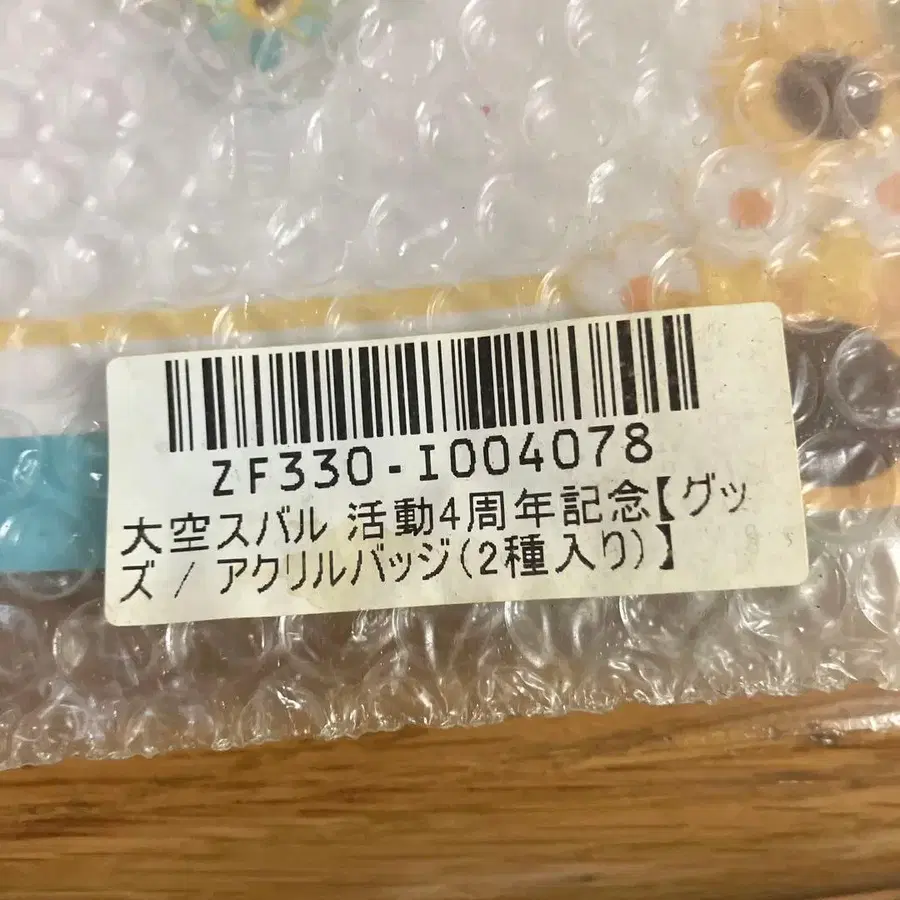 ZF330-I004078
大空スバル 活動4周年記念【グッ
ズ / アクリルバッジ(2種入り)】